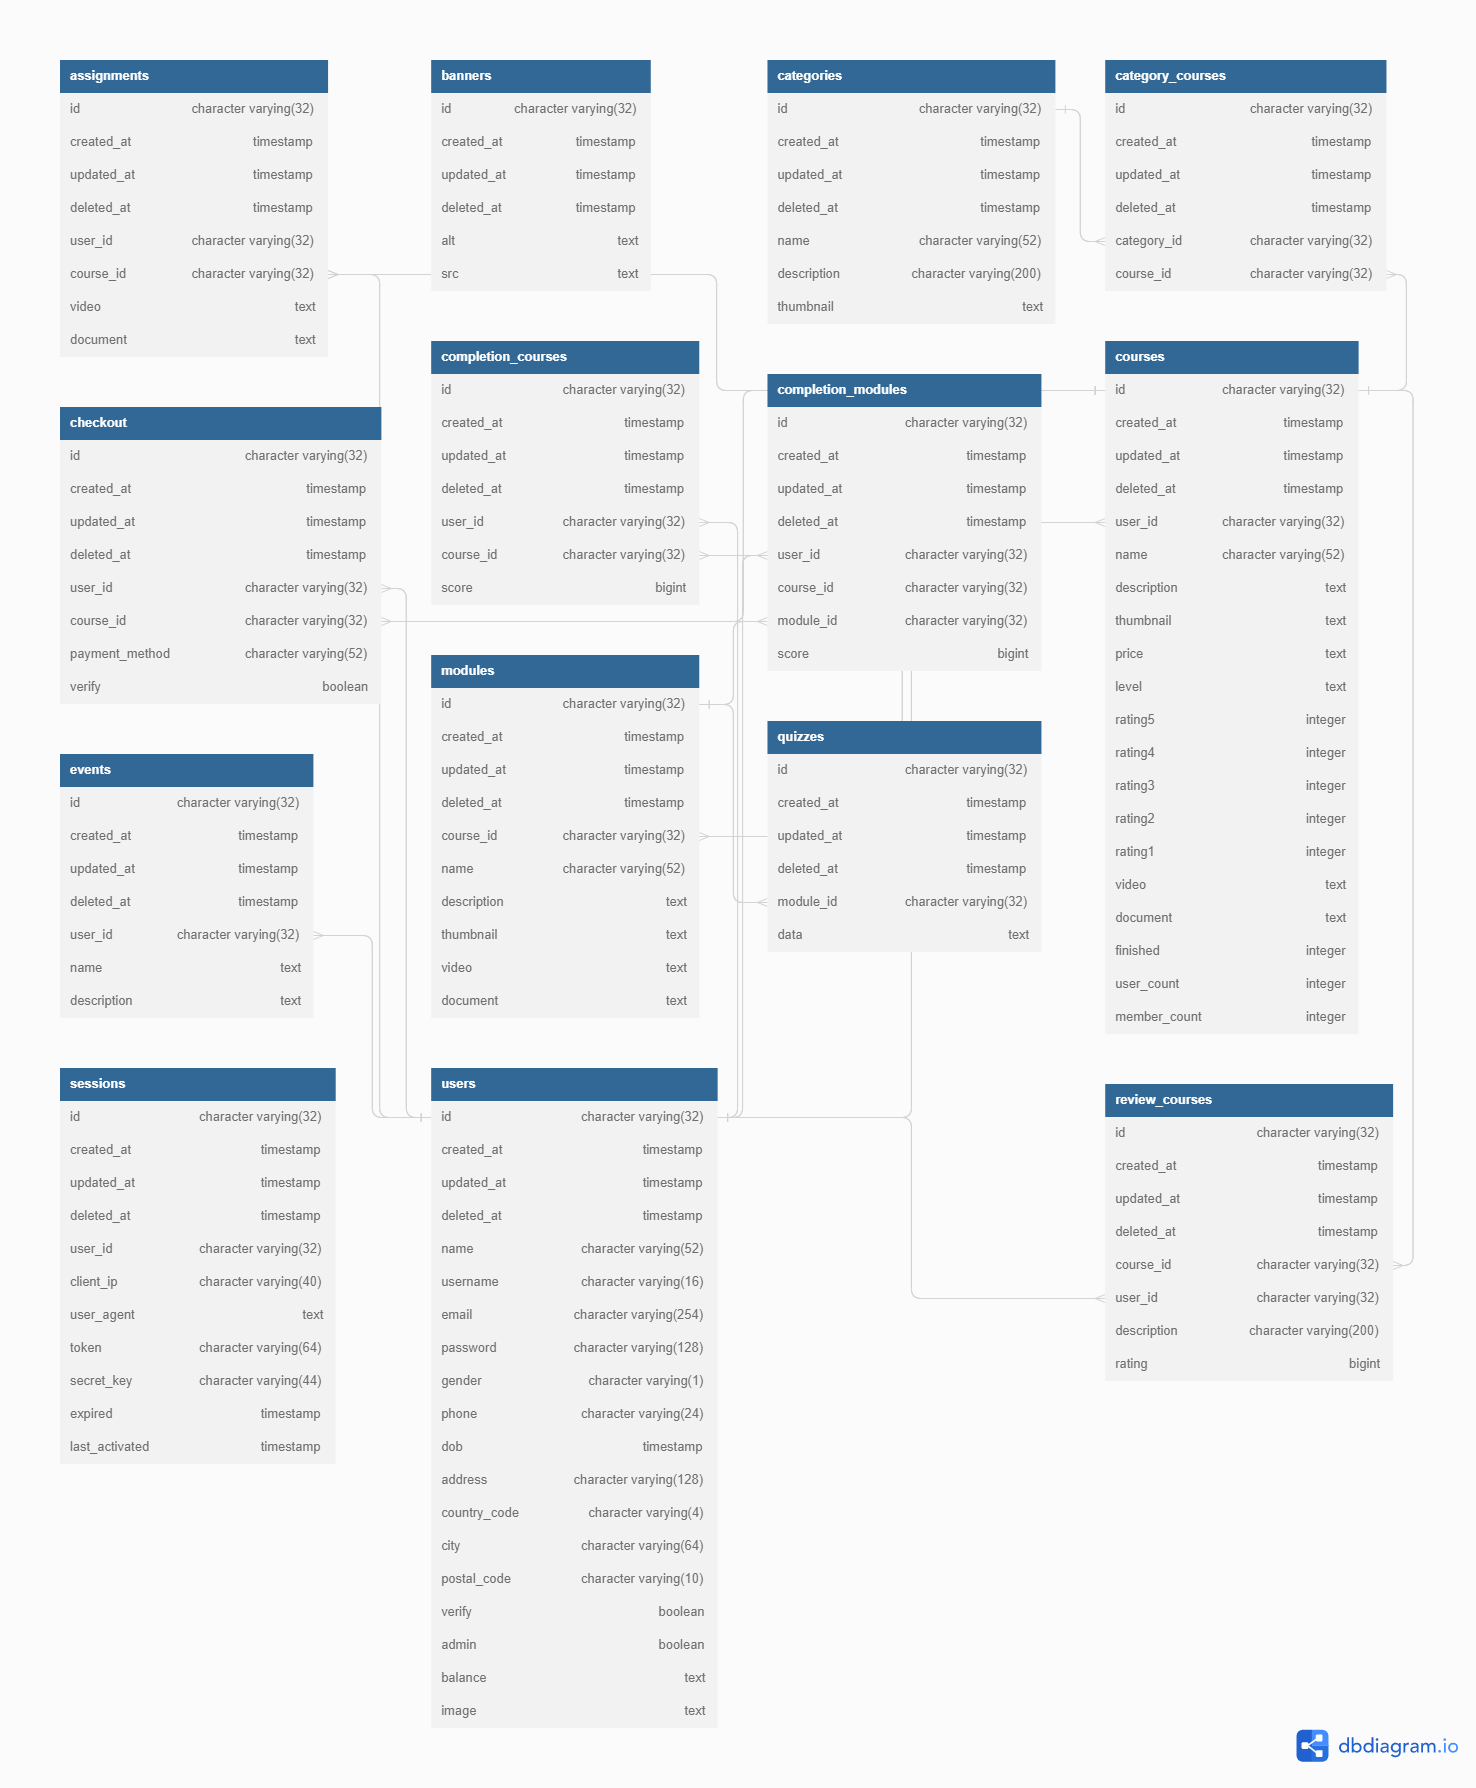 assignments
id character varying(32)
created_at timestamp
updated_at timestamp
deleted_at timestamp
user_id character varying(32)
course_id character varying(32)
video text
document text
banners
id character varying(32)
created_at timestamp
updated_at timestamp
deleted_at timestamp
alt text
src text
categories
id character varying(32)
created_at timestamp
updated_at timestamp
deleted_at timestamp
name character varying(52)
description character varying(200)
thumbnail text
category_courses
id character varying(32)
created_at timestamp
updated_at timestamp
deleted_at timestamp
category_id character varying(32)
course_id character varying(32)
completion_courses
id character varying(32)
created_at timestamp
updated_at timestamp
deleted_at timestamp
user_id character varying(32)
course_id character varying(32)
score bigint
completion_modules
id character varying(32)
created_at timestamp
updated_at timestamp
deleted_at timestamp
user_id character varying(32)
course_id character varying(32)
module_id character varying(32)
score bigint
courses
id character varying(32)
created_at timestamp
updated_at timestamp
deleted_at timestamp
user_id character varying(32)
name character varying(52)
description text
thumbnail text
price text
level text
rating5 integer
rating4 integer
rating3 integer
rating2 integer
rating1 integer
video text
document text
finished integer
user_count integer
member_count integer
checkout
id character varying(32)
created_at timestamp
updated_at timestamp
deleted_at timestamp
user_id character varying(32)
course_id character varying(32)
payment_method character varying(52)
verify boolean
modules
id character varying(32)
created_at timestamp
updated_at timestamp
deleted_at timestamp
course_id character varying(32)
name character varying(52)
description text
thumbnail text
video text
document text
quizzes
id character varying(32)
created_at timestamp
updated_at timestamp
deleted_at timestamp
module_id character varying(32)
data text
events
id character varying(32)
created_at timestamp
updated_at timestamp
deleted_at timestamp
user_id character varying(32)
name text
description text
sessions
id character varying(32)
created_at timestamp
updated_at timestamp
deleted_at timestamp
user_id character varying(32)
client_ip character varying(40)
user_agent text
token character varying(64)
secret_key character varying(44)
expired timestamp
last_activated timestamp
users
id character varying(32)
created_at timestamp
updated_at timestamp
deleted_at timestamp
name character varying(52)
username character varying(16)
email character varying(254)
password character varying(128)
gender character varying(1)
phone character varying(24)
dob timestamp
address character varying(128)
country_code character varying(4)
city character varying(64)
postal_code character varying(10)
verify boolean
admin boolean
balance text
image text
review_courses
id character varying(32)
created_at timestamp
updated_at timestamp
deleted_at timestamp
course_id character varying(32)
user_id character varying(32)
description character varying(200)
rating bigint
dbdiagram.io